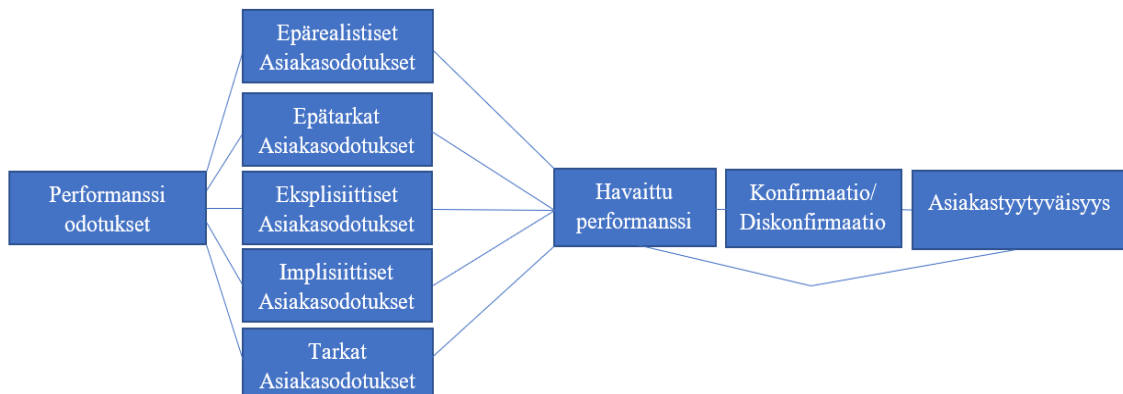 Performanssi
odotukset
Epärealistiset
Asiakasodotukset
Epätarkat
Asiakasodotukset
Eksplisiittiset
Asiakasodotukset
Implisiittiset
Asiakasodotukset
Tarkat
Asiakasodotukset
Havaittu
performanssi
Konfirmaatio/
Diskonfirmaatio
Asiakastyytyväisyys